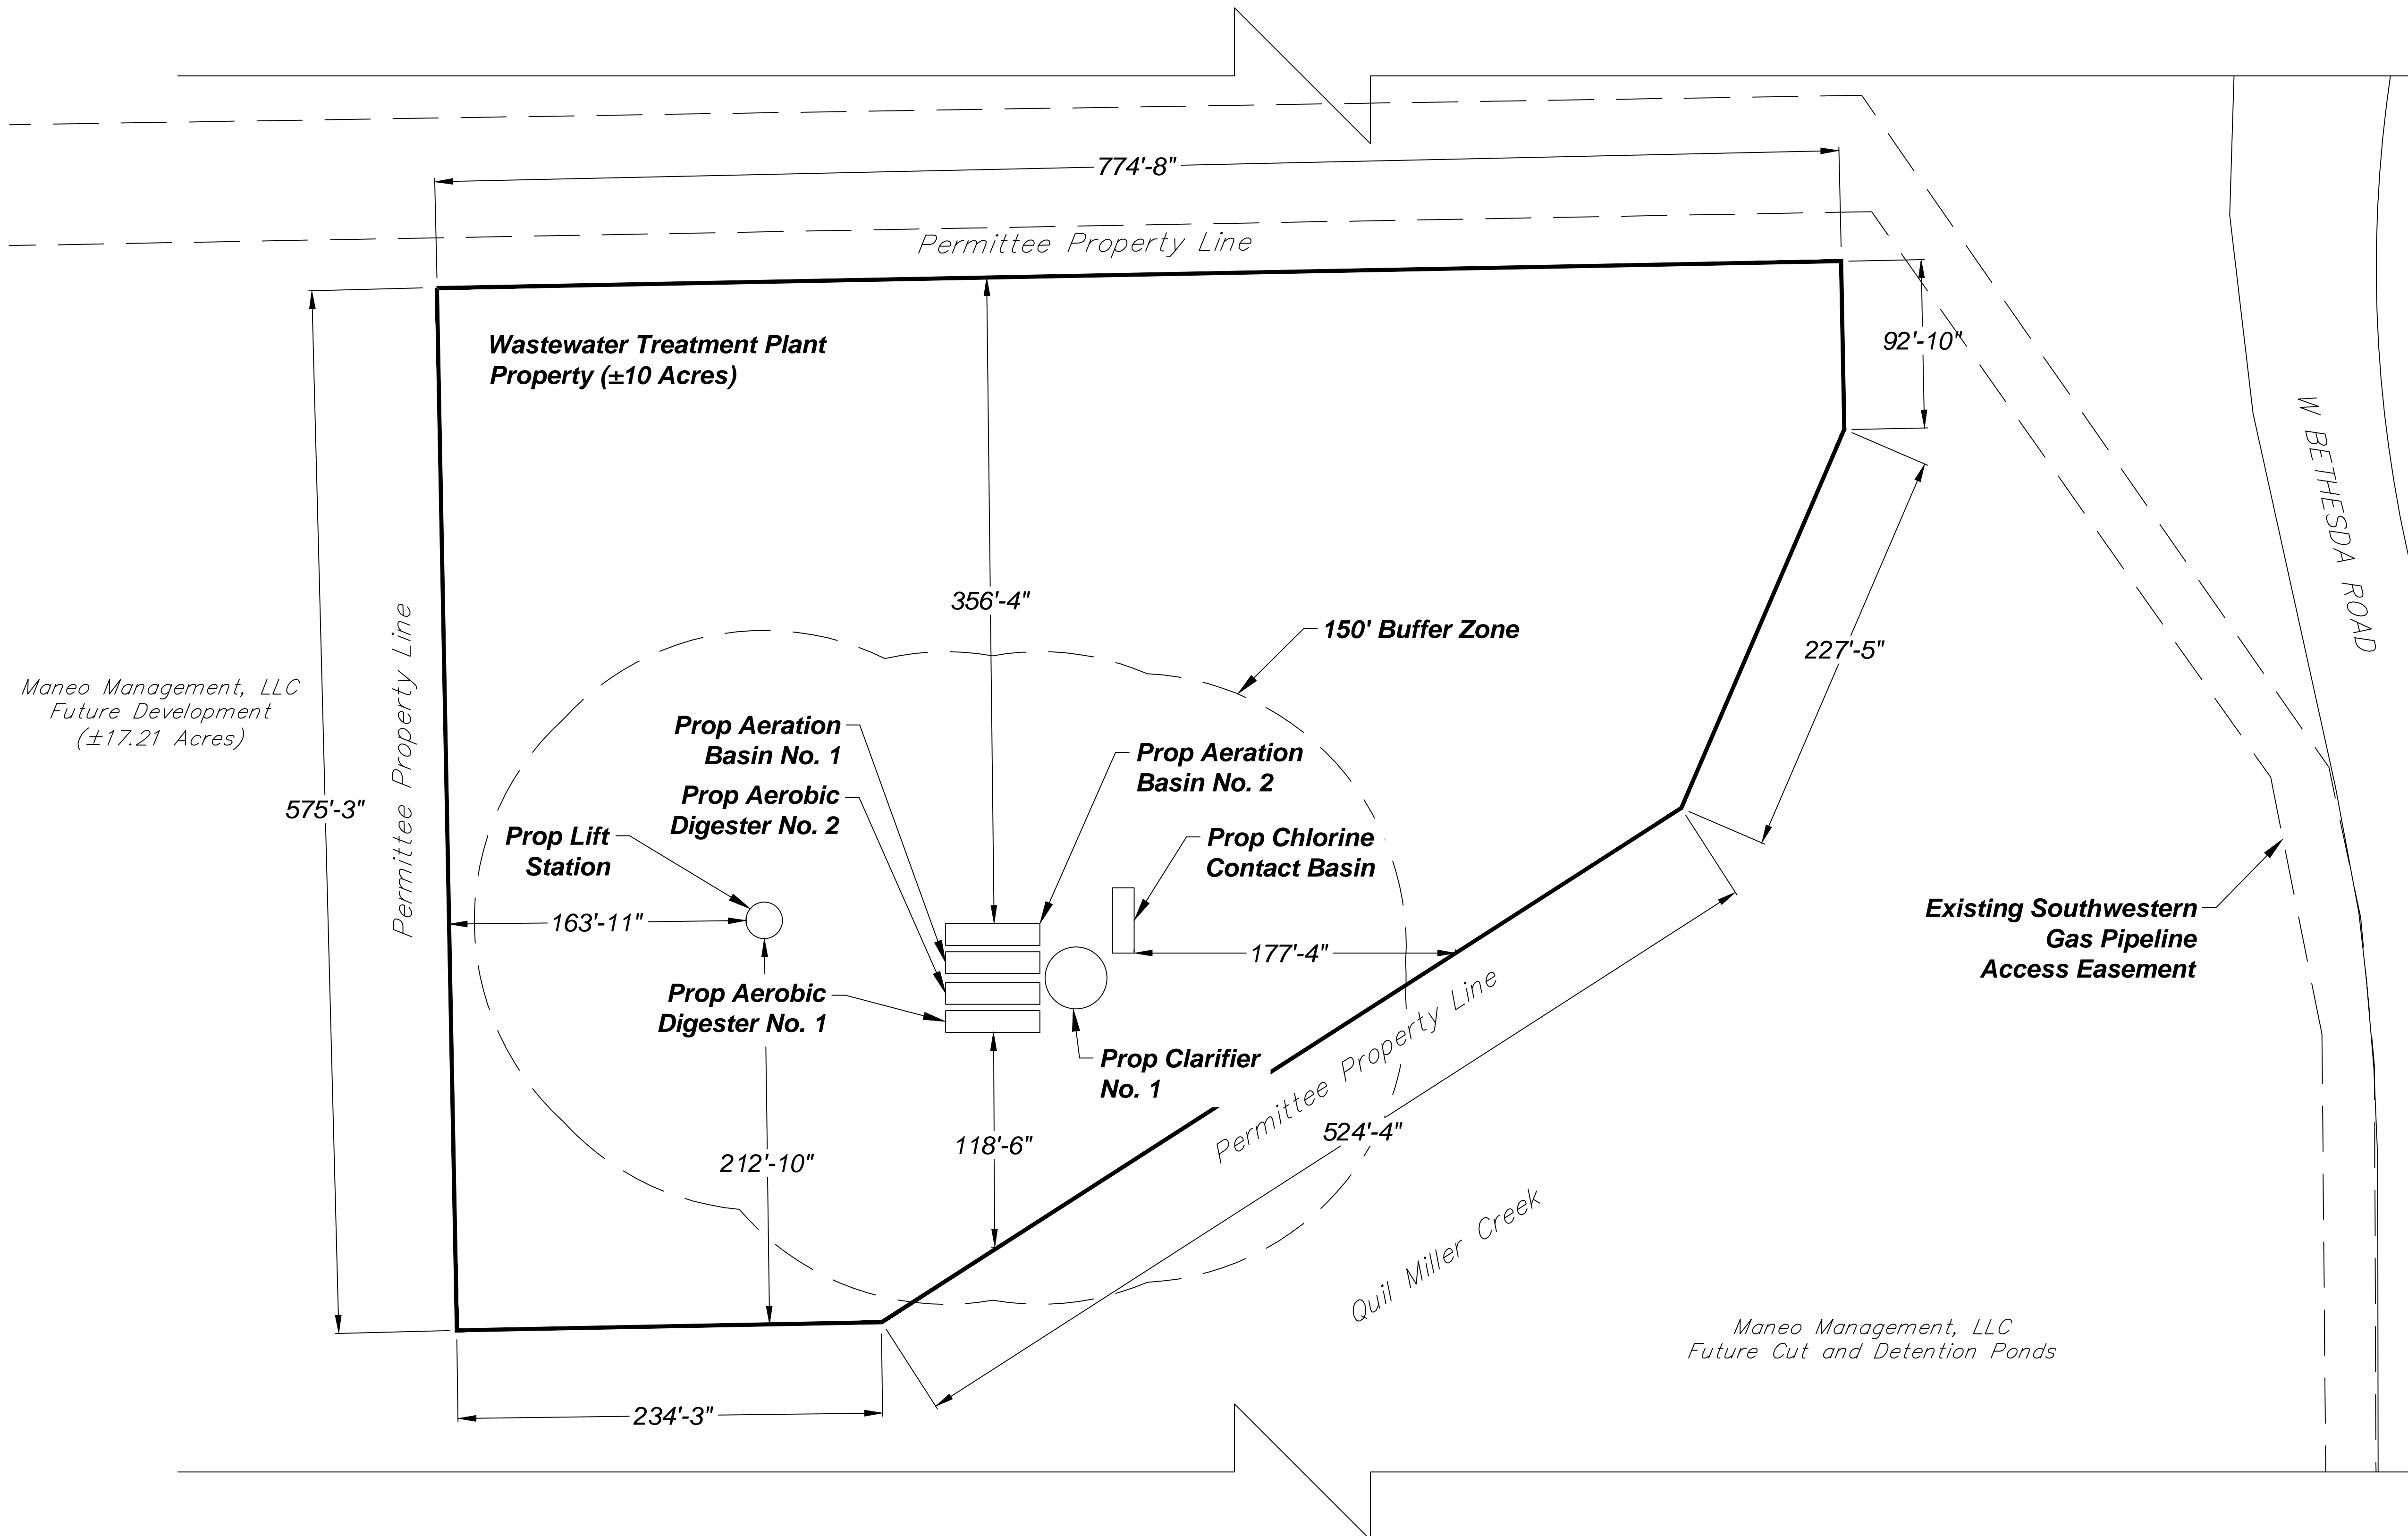 774'-8"
Permittee Property Line
Wastewater Treatment Plant
Property (±10 Acres)
92'-10"
W BETHESDA ROAD
356'-4"
150' Buffer Zone
227'-5"
Permittee Property Line
Maneo Management, LLC
Future Development
(±17.21 Acres)
575'-3"
Prop Aeration
Basin No. 1
Prop Aeration
Basin No. 2
Prop Aerobic
Digester No. 2
Prop Lift
Station
Prop Chlorine
Contact Basin
163'-11"
177'-4"
Existing Southwestern
Gas Pipeline
Access Easement
Prop Aerobic
Digester No. 1
Prop Clarifier
No. 1
Permittee Property Line
524'-4"
118'-6"
212'-10"
Quil Miller Creek
Maneo Management, LLC
Future Cut and Detention Ponds
234'-3"